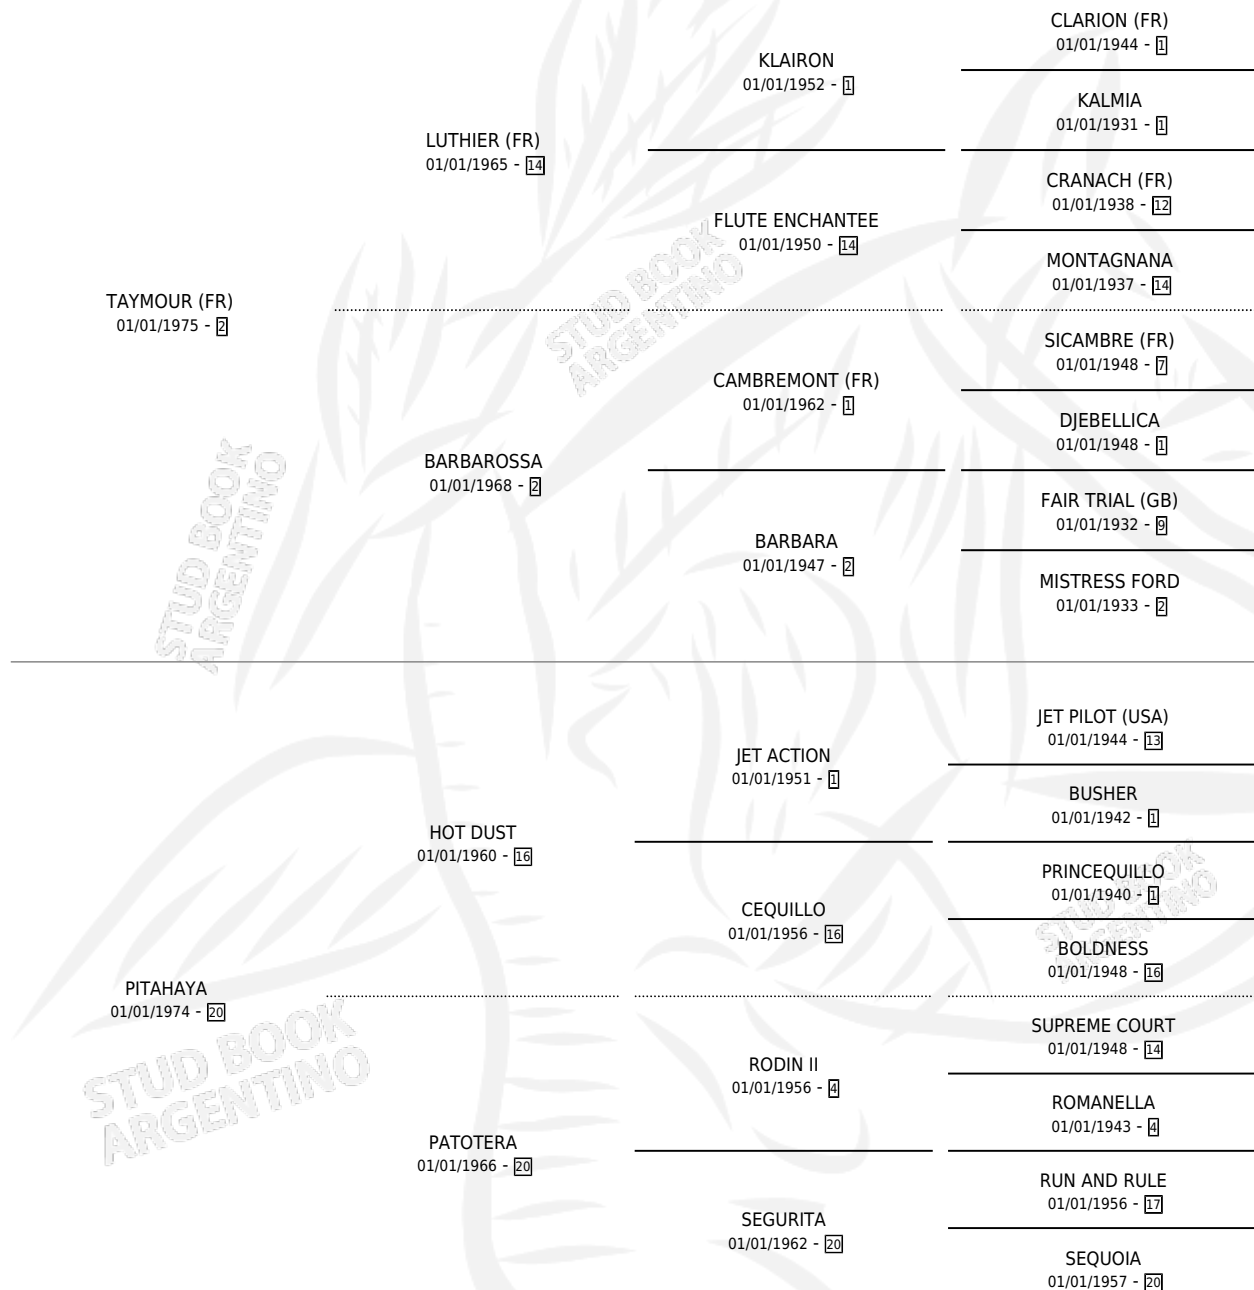 CLARION (FR)
01/01/1944 - 1
KLAIRON
01/01/1952 - 1
KALMIA
01/01/1931 - 1
LUTHIER (FR)
01/01/1965 - 14
CRANACH (FR)
01/01/1938 - 12
FLUTE ENCHANTEE
01/01/1950 - 14
MONTAGNANA
01/01/1937 - 14
TAYMOUR (FR)
01/01/1975 - 2
SICAMBRE (FR)
01/01/1948 - 7
CAMBREMONT (FR)
01/01/1962 - 1
DJEBELLICA
01/01/1948 - 1
BARBAROSSA
01/01/1968 - 2
FAIR TRIAL (GB)
01/01/1932 - 9
BARBARA
01/01/1947 - 2
MISTRESS FORD
01/01/1933 - 2
JET PILOT (USA)
01/01/1944 - 13
JET ACTION
01/01/1951 - 1
BUSHER
01/01/1942 - 1
HOT DUST
01/01/1960 - 16
PRINCEQUILLO
01/01/1940 - 1
CEQUILLO
01/01/1956 - 16
BOLDNESS
01/01/1948 - 16
PITAHAYA
01/01/1974 - 20
SUPREME COURT
01/01/1948 - 14
RODIN II
01/01/1956 - 4
ROMANELLA
01/01/1943 - 4
PATOTERA
01/01/1966 - 20
RUN AND RULE
01/01/1956 - 17
SEGURITA
01/01/1962 - 20
SEQUOIA
01/01/1957 - 20
STUD BOOK
ARGENTINO
STUD BOOK
ARGENTINO
STUD BOOK
ARGENTINO
STUD BOOK
ARGENTINO